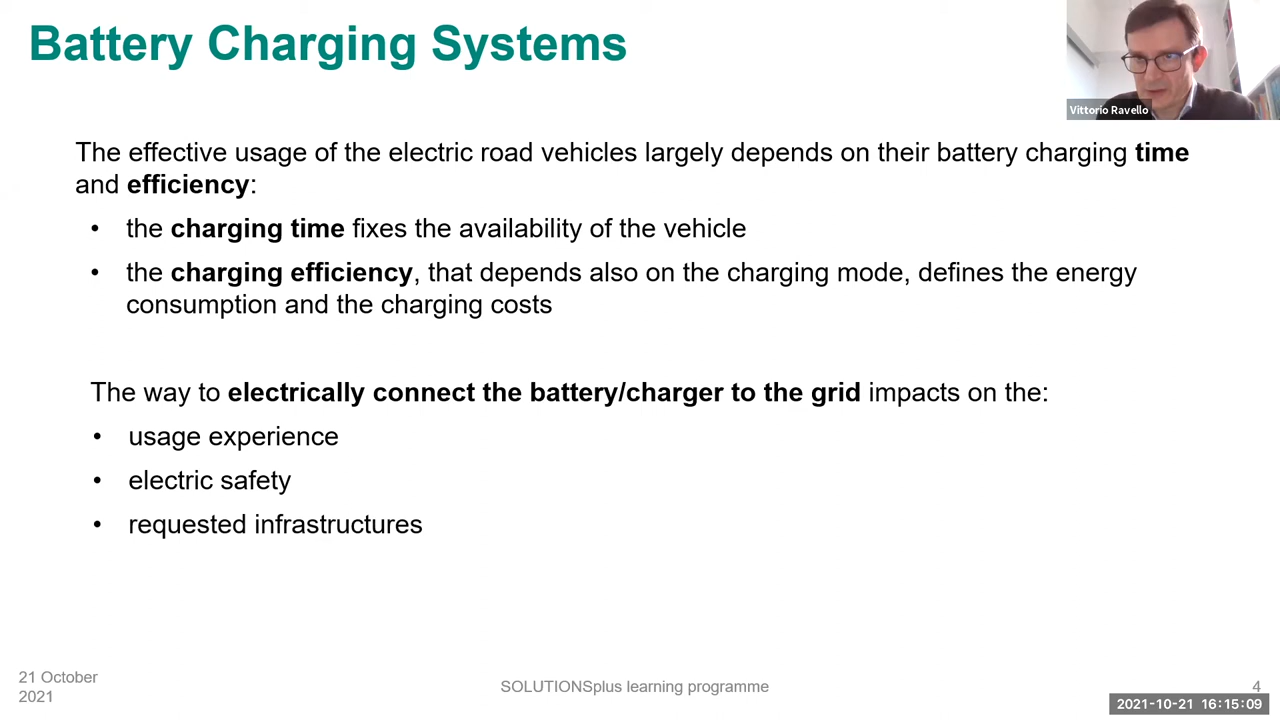 Battery Charging Systems
Vittorio Ravello
The effective usage of the electric road vehicles largely depends on their battery charging time
and efficiency:
• the charging time fixes the availability of the vehicle
• the charging efficiency, that depends also on the charging mode, defines the energy
consumption and the charging costs
The way to electrically connect the battery/charger to the grid impacts on the:
• usage experience
• electric safety
• requested infrastructures
21 October
2021
SOLUTIONSplus learning programme
4
2021-10-21 16:15:09